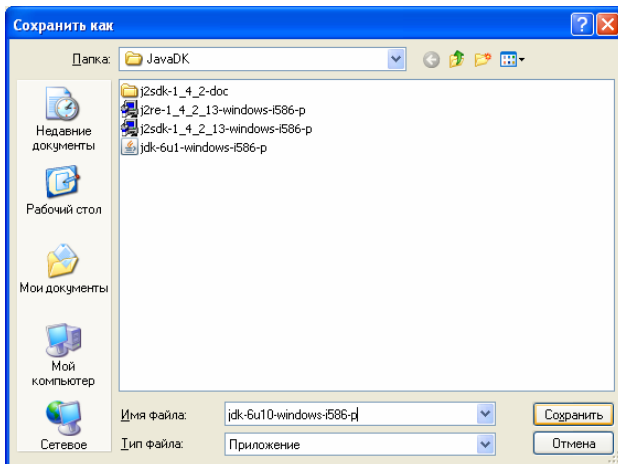 Сохранить как
Папка:
JavaDK
j2sdk-1_4_2-doc
j2re-1_4_2_13-windows-i586-p
j2sdk-1_4_2_13-windows-i586-p
jdk-6u1-windows-i586-p
Недавние
документы
Рабочий стол
Мои документы
Мой
компьютер
Сетевое
Имя файла:
jdk-6u10-windows-i586-p
Сохранить
Тип файла:
Приложение
Отмена